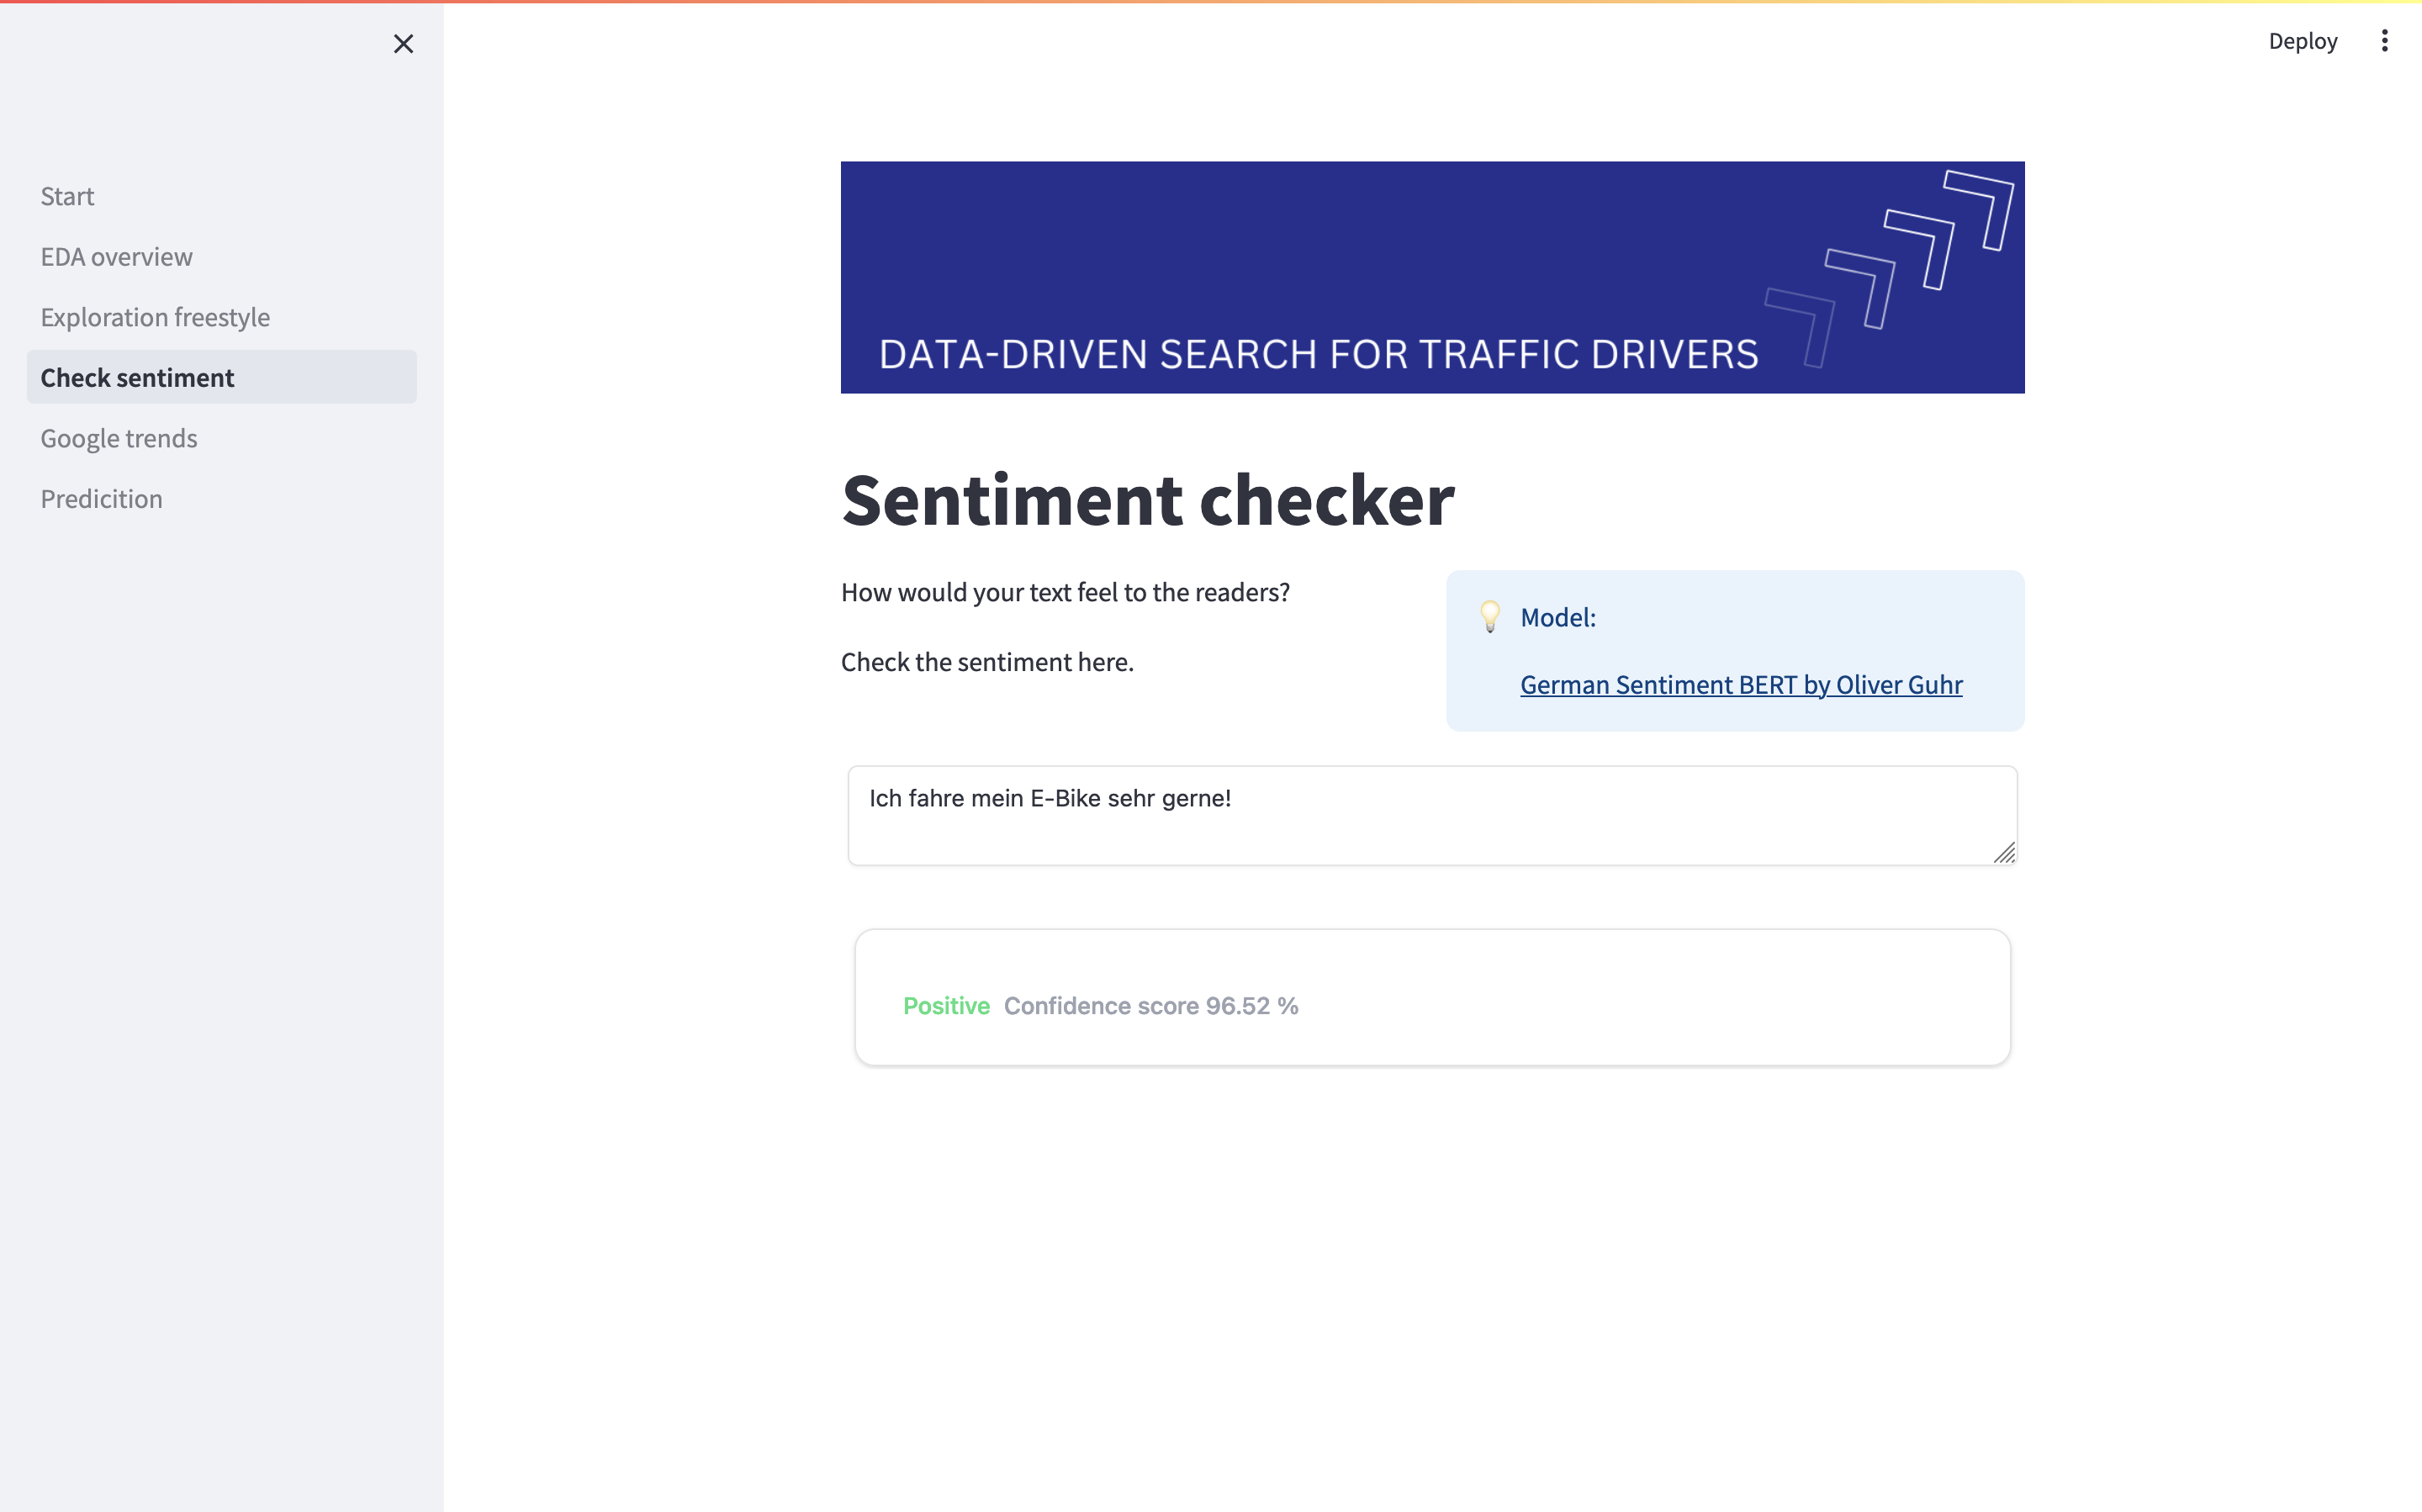 Deploy
Start
EDA overview
Exploration freestyle
Check sentiment
Google trends
Predicition
DATA-DRIVEN SEARCH FOR TRAFFIC DRIVERS
Sentiment checker
How would your text feel to the readers?
Check the sentiment here.
Model:
German Sentiment BERT by Oliver Guhr
Ich fahre mein E-Bike sehr gerne!
Positive Confidence score 96.52 %